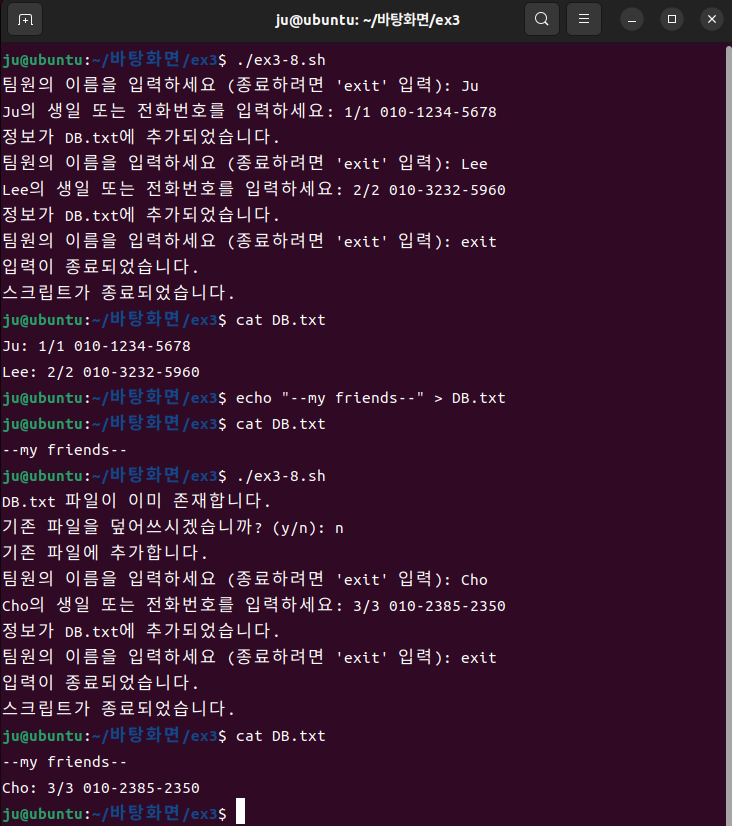 ju@ubuntu: ~/바탕화면/ex3
ju@ubuntu:~/바탕화면/ex3$ ./ex3-8.sh
팀원의 이름을 입력하세요 (종료하려면 'exit' 입력): Ju
Ju의 생일 또는 전화번호를 입력하세요: 1/1 010-1234-5678
정보가 DB.txt에 추가되었습니다.
팀원의 이름을 입력하세요 (종료하려면 'exit' 입력): Lee
Lee의 생일 또는 전화번호를 입력하세요: 2/2 010-3232-5960
정보가 DB.txt에 추가되었습니다.
팀원의 이름을 입력하세요 (종료하려면 'exit' 입력): exit
입력이 종료되었습니다.
스크립트가 종료되었습니다.
ju@ubuntu:~/바탕화면/ex3$ cat DB.txt
Ju: 1/1 010-1234-5678
Lee: 2/2 010-3232-5960
ju@ubuntu:~/바탕화면/ex3$ echo "--my friends--" > DB.txt
ju@ubuntu:~/바탕화면/ex3$ cat DB.txt
--my friends--
ju@ubuntu:~/바탕화면/ex3$ ./ex3-8.sh
DB.txt 파일이 이미 존재합니다.
기존 파일을 덮어쓰시겠습니까? (y/n): n
기존 파일에 추가합니다.
팀원의 이름을 입력하세요 (종료하려면 'exit' 입력): Cho
Cho의 생일 또는 전화번호를 입력하세요: 3/3 010-2385-2350
정보가 DB.txt에 추가되었습니다.
팀원의 이름을 입력하세요 (종료하려면 'exit' 입력): exit
입력이 종료되었습니다.
스크립트가 종료되었습니다.
ju@ubuntu:~/바탕화면/ex3$ cat DB.txt
--my friends--
Cho: 3/3 010-2385-2350
ju@ubuntu:~/바탕화면/ex3$